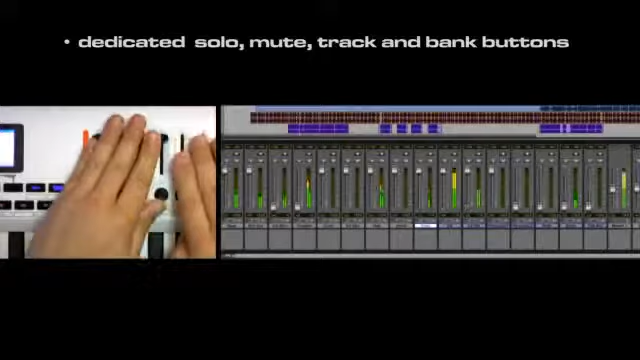 • dedicated solo, mute, track and bank buttons